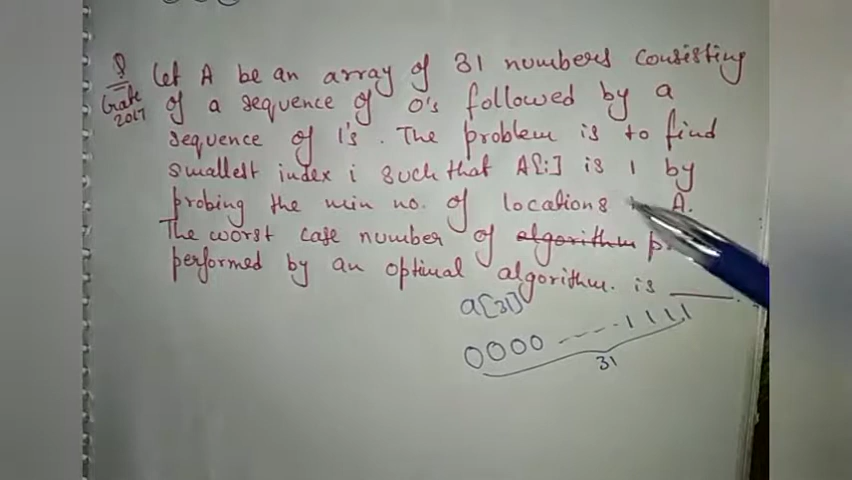 Q Let A be an array of 31 numbers consisting
Gate of a sequence of 0's followed by a
2017 sequence of 1's. The problem is to find
smallest index i such that A[i] is 1 by
probing the min no. of locations A.
The worst case number of algorithm
performed by an optimal algorithm. is ____.
a[31]
0000 ------ 1111
31